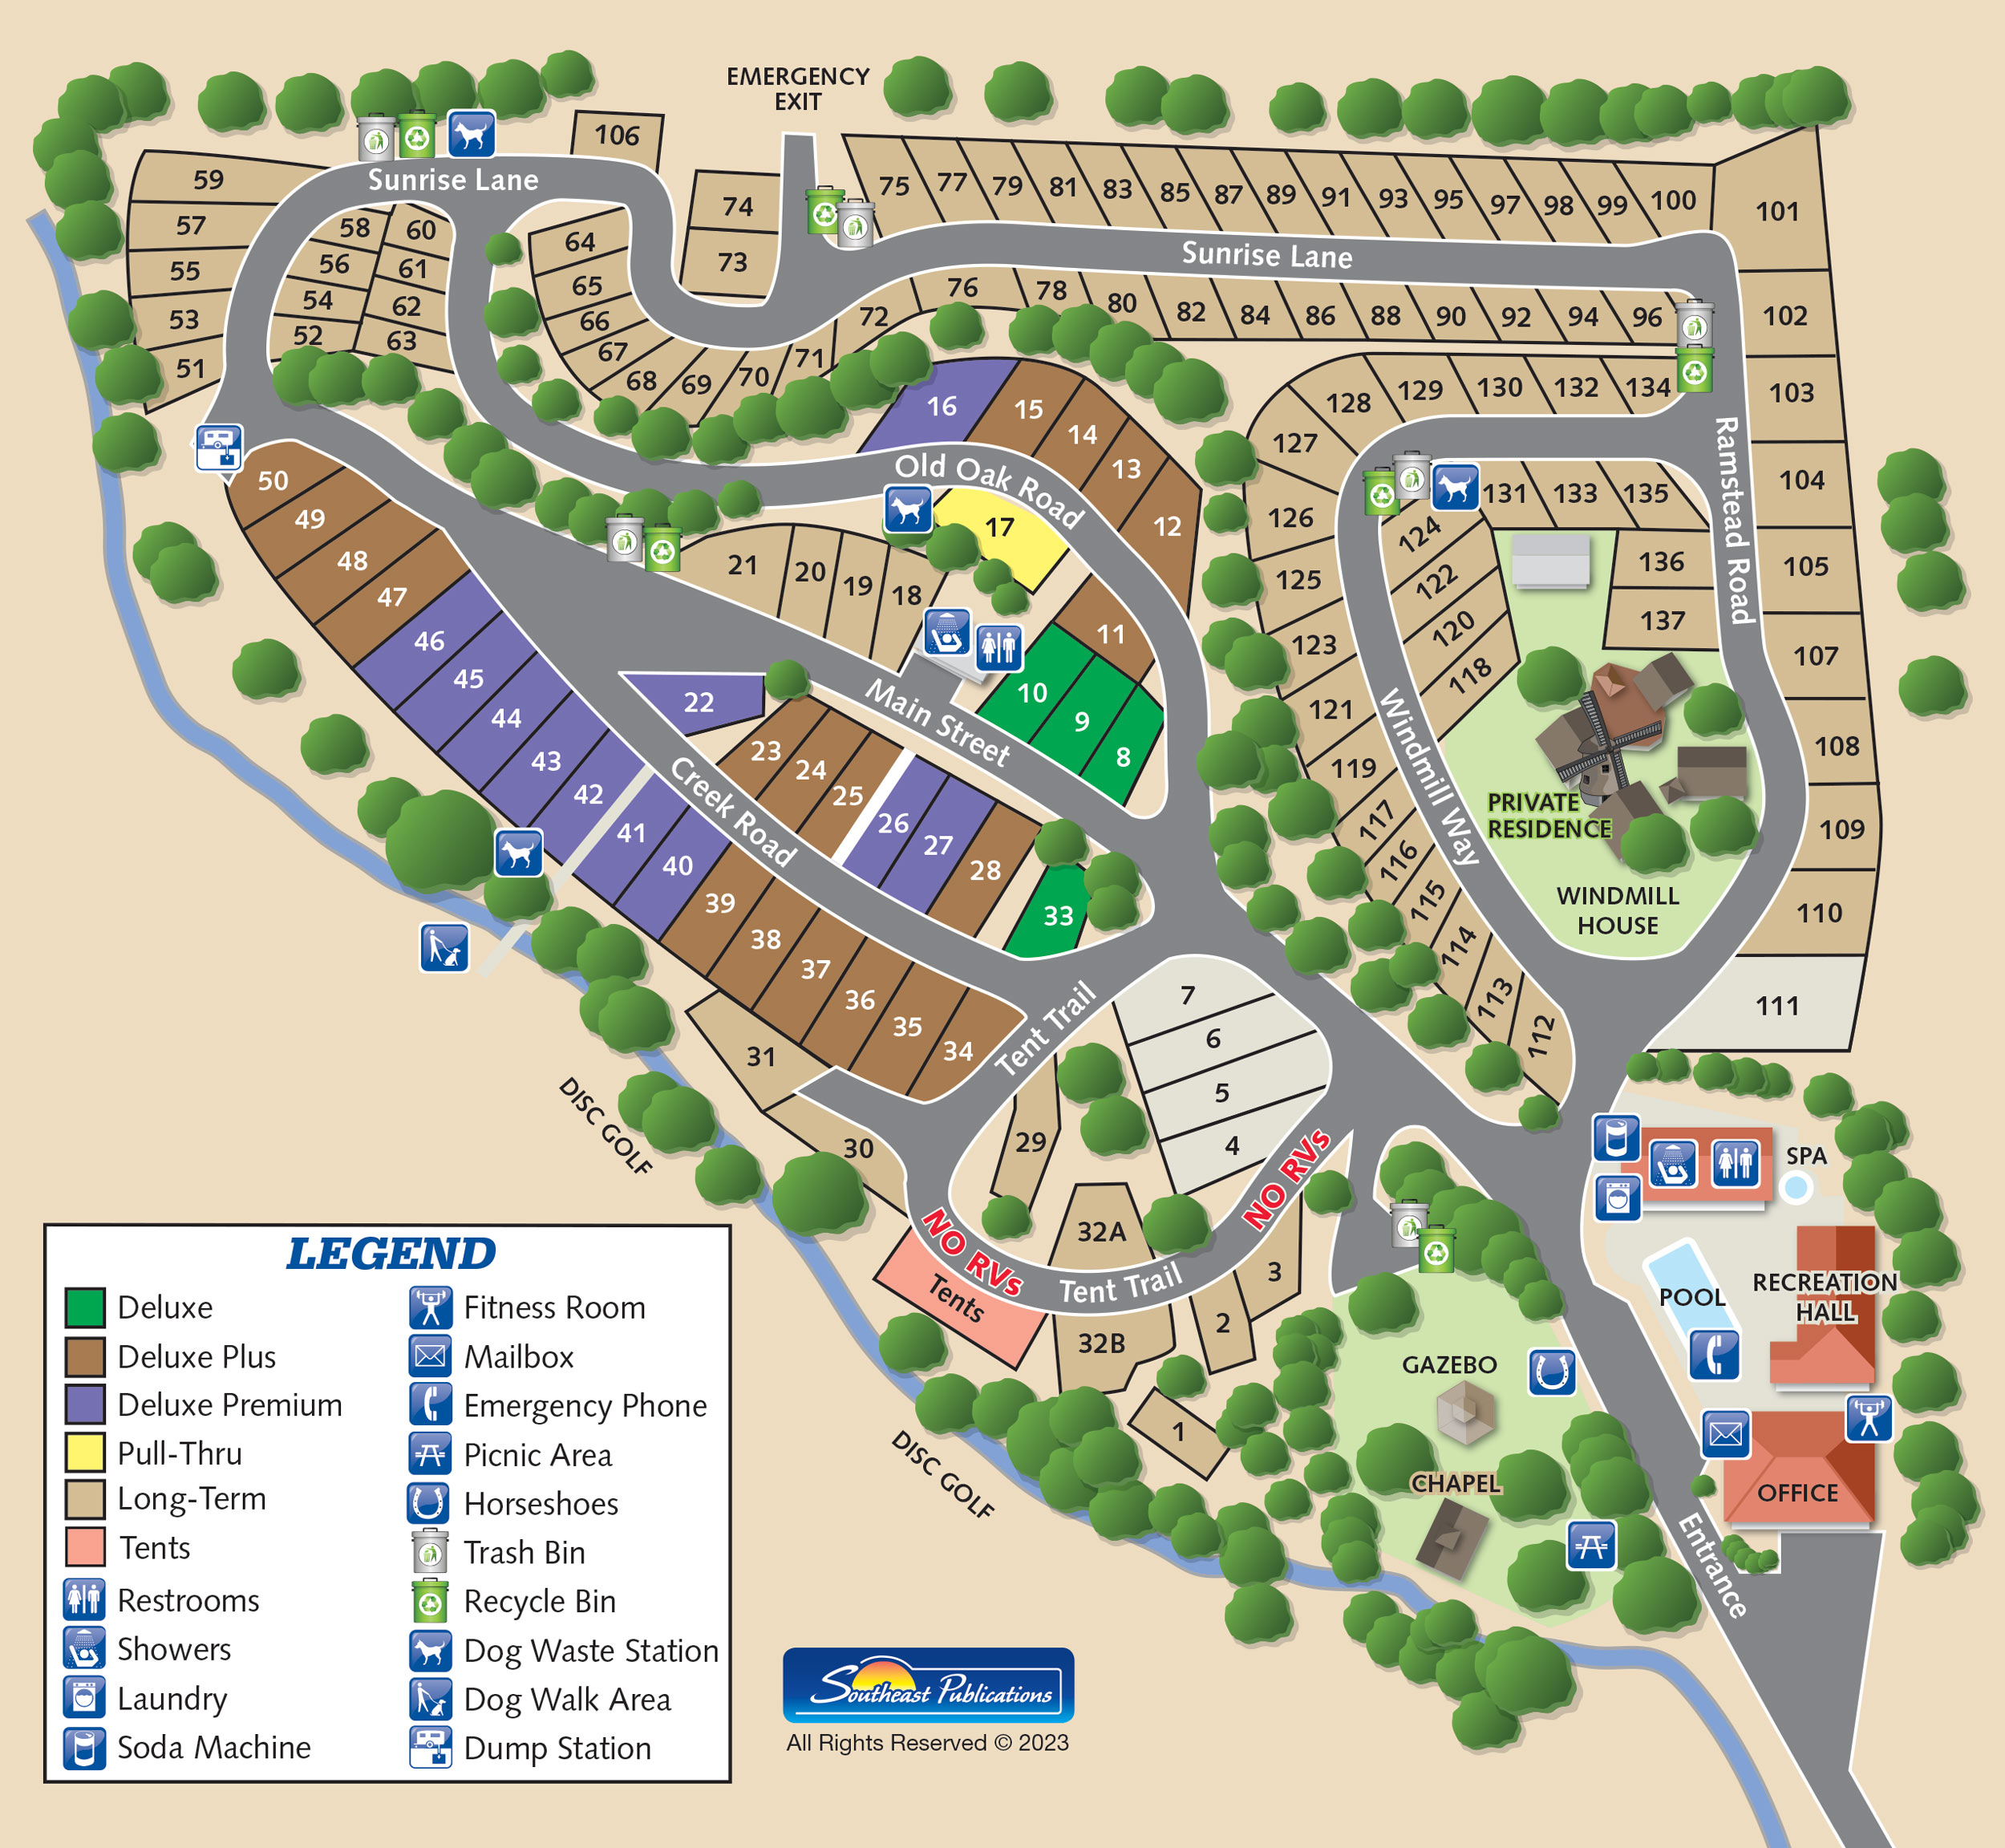 EMERGENCY
EXIT
106
59
Sunrise Lane
74
75
77
79
81
83
85
87
89
91
93
95
97
98
99
100
101
57
58
60
64
73
Sunrise Lane
55
56
61
65
76
78
80
82
84
86
88
90
92
94
96
102
53
54
62
66
72
51
52
63
67
68
69
70
71
16
15
14
13
12
128
129
130
132
134
103
127
Old Oak Road
Ramstead Road
50
49
48
47
17
126
131
133
135
104
124
21
20
19
18
125
122
136
105
46
11
123
120
137
45
22
10
9
8
118
107
44
Main Street
121
Windmill Way
43
23
24
25
119
108
42
Creek Road
26
27
28
117
PRIVATE
RESIDENCE
109
41
40
116
39
33
115
WINDMILL
HOUSE
110
38
114
37
7
113
111
36
35
34
Tent Trail
6
112
31
5
DISC GOLF
30
29
4
NO RVs
SPA
32A
NO RVs
Tents
Tent Trail
3
2
32B
POOL
RECREATION
HALL
GAZEBO
1
DISC GOLF
CHAPEL
OFFICE
Entrance
LEGEND
Deluxe
Deluxe Plus
Deluxe Premium
Pull-Thru
Long-Term
Tents
Restrooms
Showers
Laundry
Soda Machine
Fitness Room
Mailbox
Emergency Phone
Picnic Area
Horseshoes
Trash Bin
Recycle Bin
Dog Waste Station
Dog Walk Area
Dump Station
Southeast Publications
All Rights Reserved © 2023